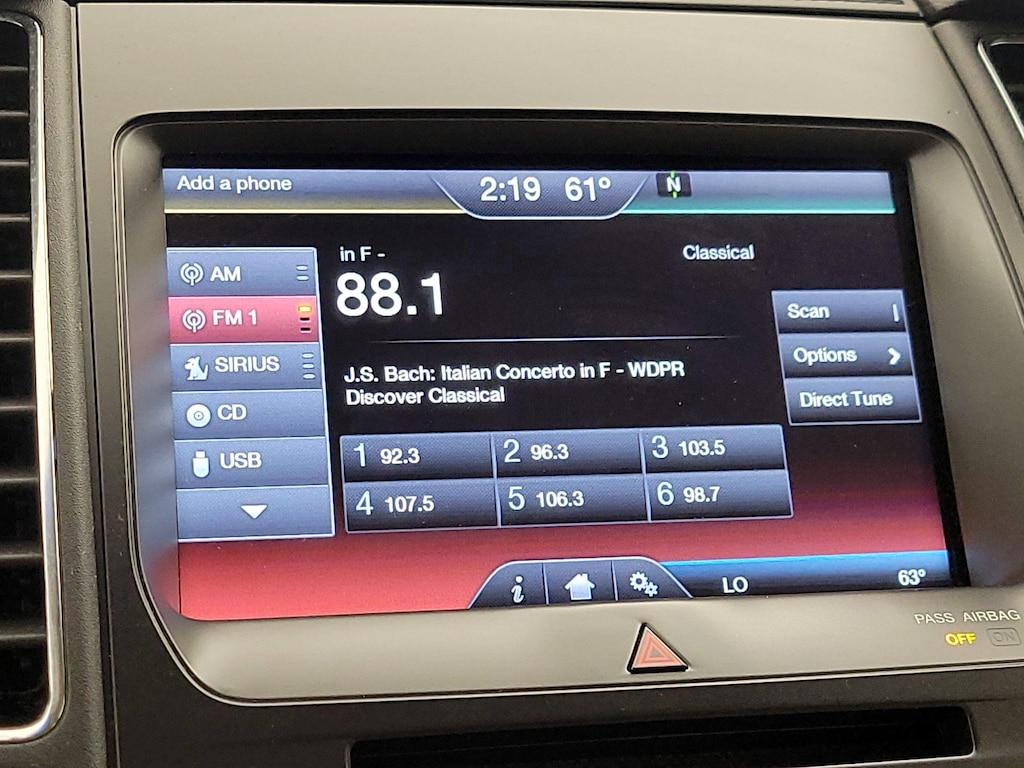 Add a phone
2:19 61°
N
in F -
Classical
88.1
AM
FM 1
SIRIUS
CD
USB
Scan
Options
Direct Tune
J.S. Bach: Italian Concerto in F - WDPR
Discover Classical
1 92.3
2 96.3
3 103.5
4 107.5
5 106.3
6 98.7
i
LO
63°
PASS AIRBAG
OFF ON